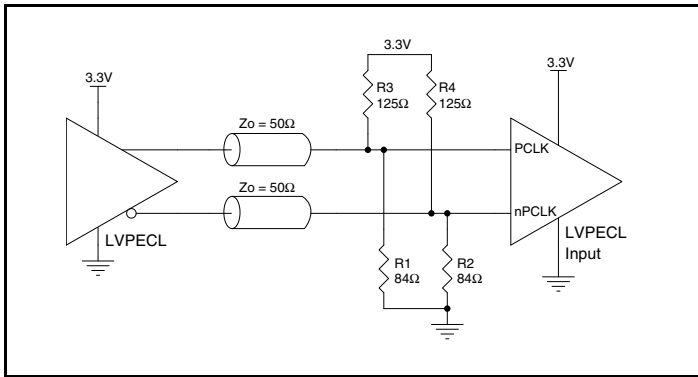 3.3V
3.3V
3.3V
R3
125Ω
R4
125Ω
Zo = 50Ω
PCLK
Zo = 50Ω
nPCLK
LVPECL
LVPECL
Input
R1
84Ω
R2
84Ω